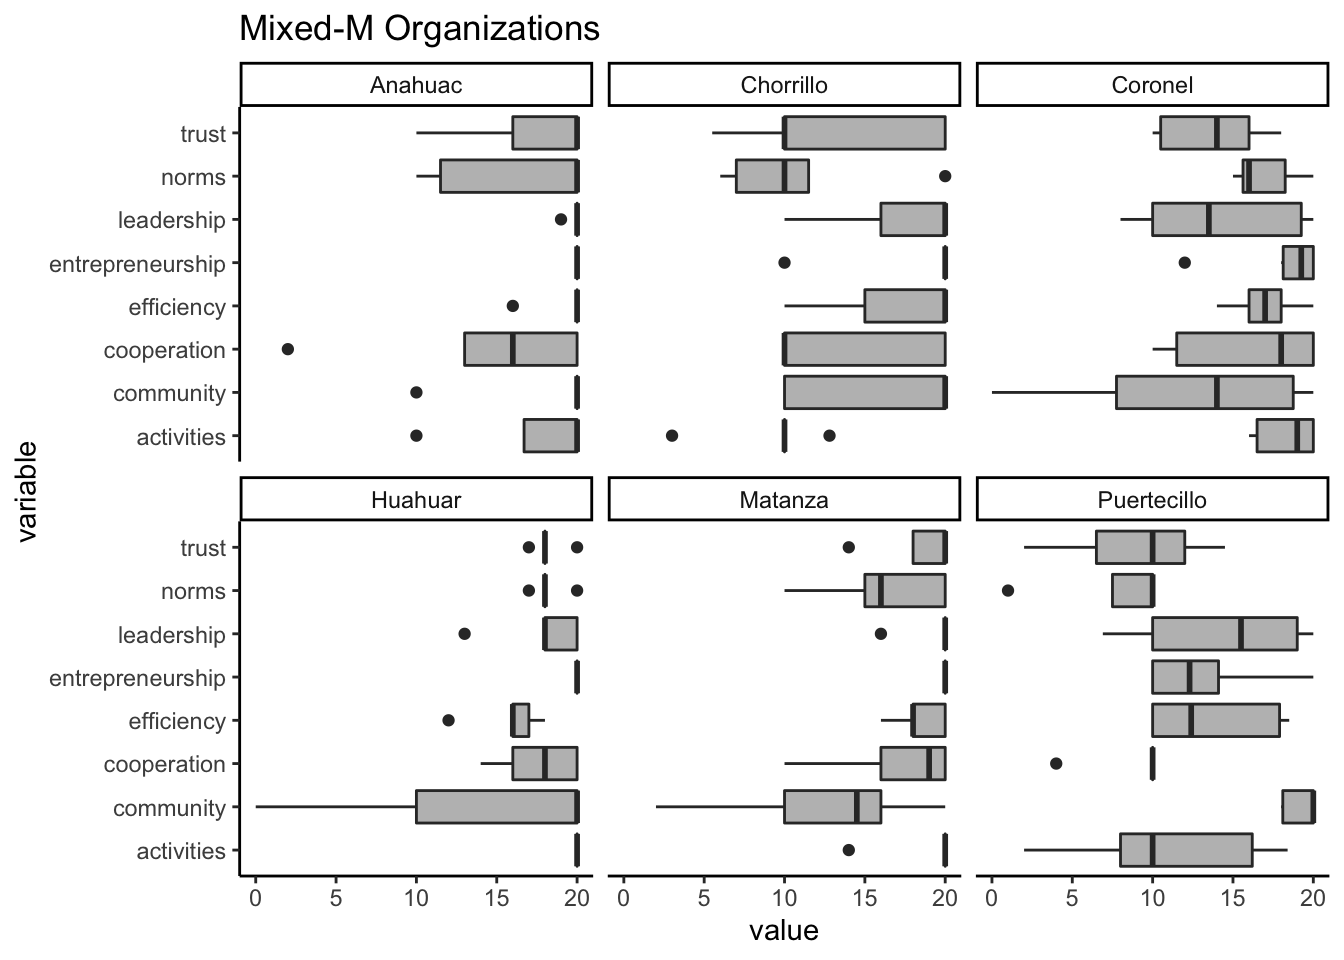 Mixed-M Organizations
Anahuac
Chorrillo
Coronel
trust
norms
leadership
entrepreneurship
efficiency
cooperation
community
activities
variable
Huahuar
Matanza
Puertecillo
trust
norms
leadership
entrepreneurship
efficiency
cooperation
community
activities
0 5 10 15 20 0 5 10 15 20 0 5 10 15 20
value